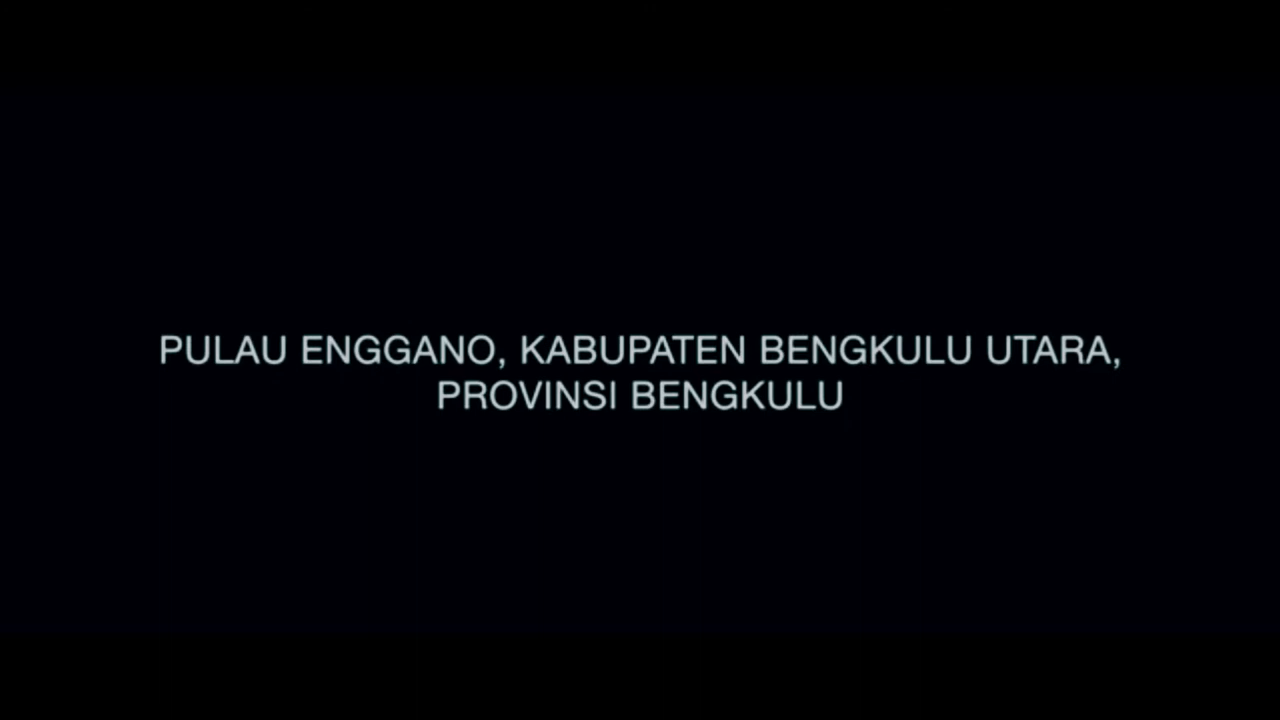 PULAU ENGGANO, KABUPATEN BENGKULU UTARA,
PROVINSI BENGKULU